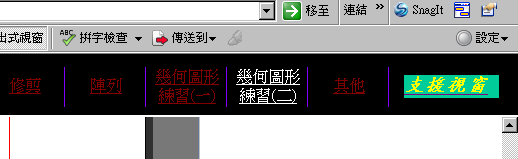 移至 連結 » SnagIt
出式視窗 ABC 拼字檢查 傳送到 設定
修剪 陣列 幾何圖形 幾何圖形 其他 支援視窗
練習(一) 練習(二)